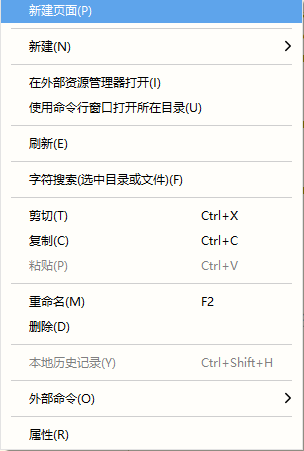 新建页面(P)
新建(N)
在外部资源管理器打开(I)
使用命令行窗口打开所在目录(U)
刷新(E)
字符搜索(选中目录或文件)(F)
剪切(T) Ctrl+X
复制(C) Ctrl+C
粘贴(P) Ctrl+V
重命名(M) F2
删除(D)
本地历史记录(Y) Ctrl+Shift+H
外部命令(O)
属性(R)